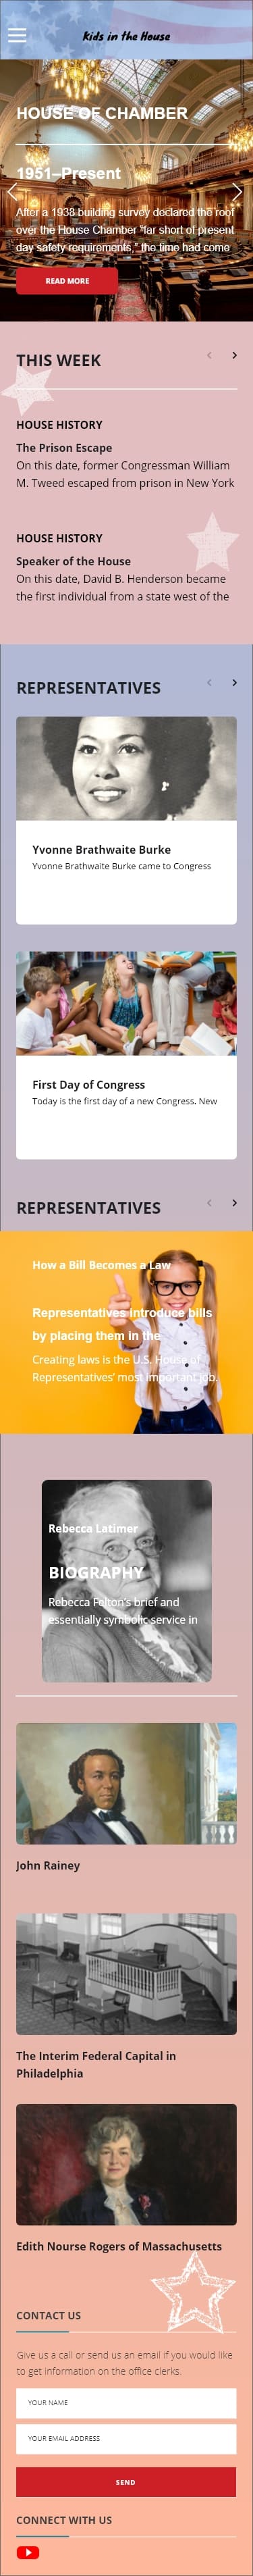 Kids in the House
HOUSE OF CHAMBER
1951–Present
After a 1938 building survey declared the roof
over the House Chamber “far short of present
day safety requirements,” the time had come
READ MORE
THIS WEEK
HOUSE HISTORY
The Prison Escape
On this date, former Congressman William
M. Tweed escaped from prison in New York
HOUSE HISTORY
Speaker of the House
On this date, David B. Henderson became
the first individual from a state west of the
REPRESENTATIVES
Yvonne Brathwaite Burke
Yvonne Brathwaite Burke came to Congress
First Day of Congress
Today is the first day of a new Congress. New
REPRESENTATIVES
How a Bill Becomes a Law
Representatives introduce bills
by placing them in the
Creating laws is the U.S. House of
Representatives’ most important job.
Rebecca Latimer
BIOGRAPHY
Rebecca Felton’s brief and
essentially symbolic service in
John Rainey
The Interim Federal Capital in
Philadelphia
Edith Nourse Rogers of Massachusetts
CONTACT US
Give us a call or send us an email if you would like
to get information on the office clerks.
YOUR NAME
YOUR EMAIL ADDRESS
SEND
CONNECT WITH US